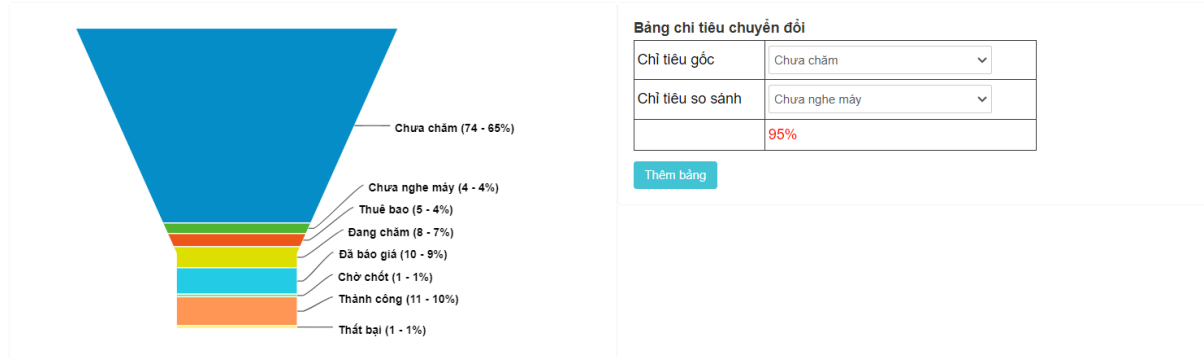 Chưa chăm (74 - 65%)
Chưa nghe máy (4 - 4%)
Thuê bao (5 - 4%)
Đang chăm (8 - 7%)
Đã báo giá (10 - 9%)
Chờ chốt (1 - 1%)
Thành công (11 - 10%)
Thất bại (1 - 1%)
Bảng chi tiêu chuyển đổi
Chỉ tiêu gốc
Chưa chăm
Chỉ tiêu so sánh
Chưa nghe máy
95%
Thêm bảng